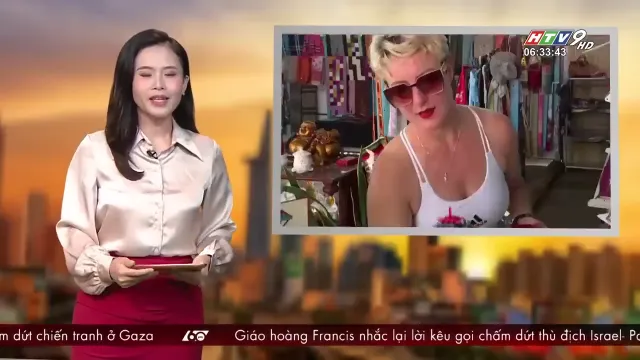 HTV9 HD
06:33:43
m dứt chiến tranh ở Gaza 60 Giáo hoàng Francis nhắc lại lời kêu gọi chấm dứt thù địch Israel- Pa